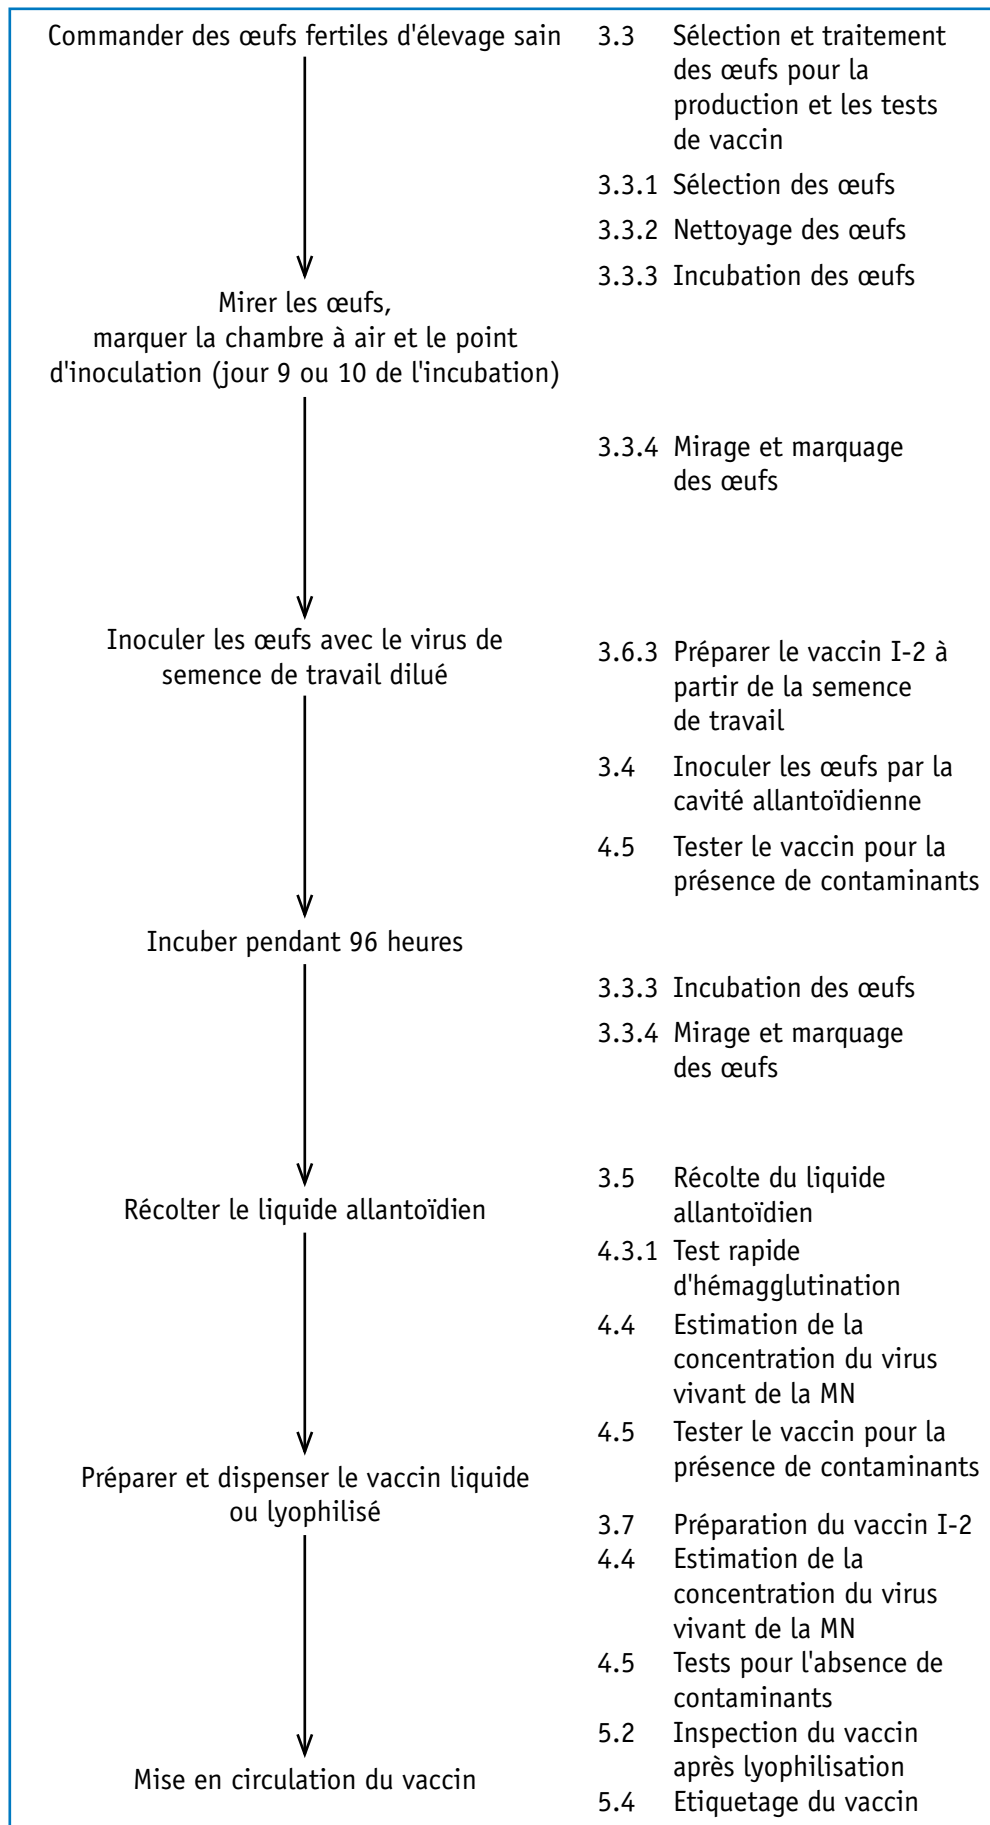 Commander des œufs fertiles d'élevage sain
3.3 Sélection et traitement
des œufs pour la
production et les tests
de vaccin
3.3.1 Sélection des œufs
3.3.2 Nettoyage des œufs
3.3.3 Incubation des œufs
Mirer les œufs,
marquer la chambre à air et le point
d'inoculation (jour 9 ou 10 de l'incubation)
3.3.4 Mirage et marquage
des œufs
Inoculer les œufs avec le virus de
semence de travail dilué
3.6.3 Préparer le vaccin I-2 à
partir de la semence
de travail
3.4 Inoculer les œufs par la
cavité allantoïdienne
4.5 Tester le vaccin pour la
présence de contaminants
Incuber pendant 96 heures
3.3.3 Incubation des œufs
3.3.4 Mirage et marquage
des œufs
Récolter le liquide allantoïdien
3.5 Récolte du liquide
allantoïdien
4.3.1 Test rapide
d'hémagglutination
4.4 Estimation de la
concentration du virus
vivant de la MN
4.5 Tester le vaccin pour la
présence de contaminants
Préparer et dispenser le vaccin liquide
ou lyophilisé
3.7 Préparation du vaccin I-2
4.4 Estimation de la
concentration du virus
vivant de la MN
4.5 Tests pour l'absence de
contaminants
5.2 Inspection du vaccin
après lyophilisation
Mise en circulation du vaccin
5.4 Etiquetage du vaccin